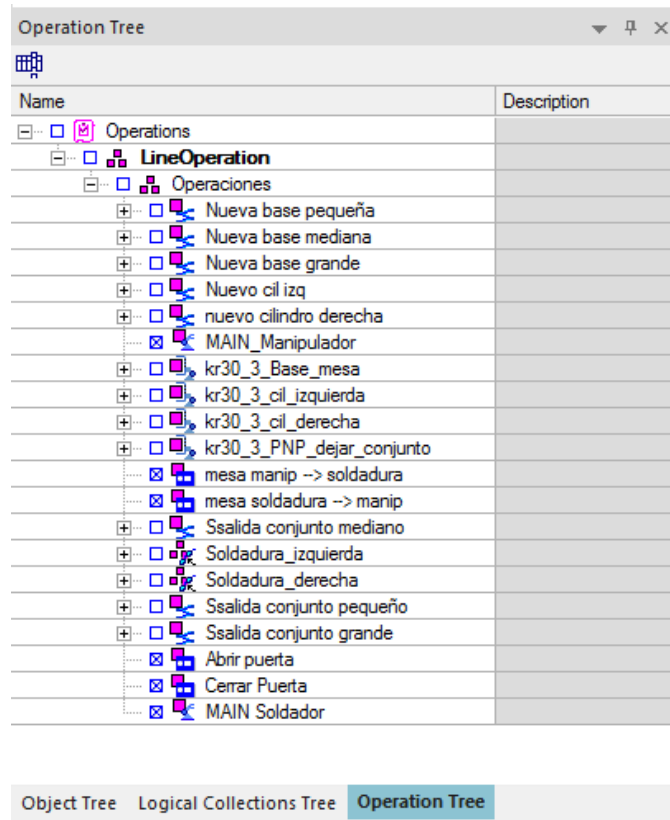 Operation Tree
Name Description
Operations
LineOperation
Operaciones
Nueva base pequeña
Nueva base mediana
Nueva base grande
Nuevo cil izq
nuevo cilindro derecha
MAIN_Manipulador
kr30_3_Base_mesa
kr30_3_cil_izquierda
kr30_3_cil_derecha
kr30_3_PNP_dejar_conjunto
mesa manip --> soldadura
mesa soldadura --> manip
Ssalida conjunto mediano
Soldadura_izquierda
Soldadura_derecha
Ssalida conjunto pequeño
Ssalida conjunto grande
Abrir puerta
Cerrar Puerta
MAIN Soldador
Object Tree Logical Collections Tree Operation Tree